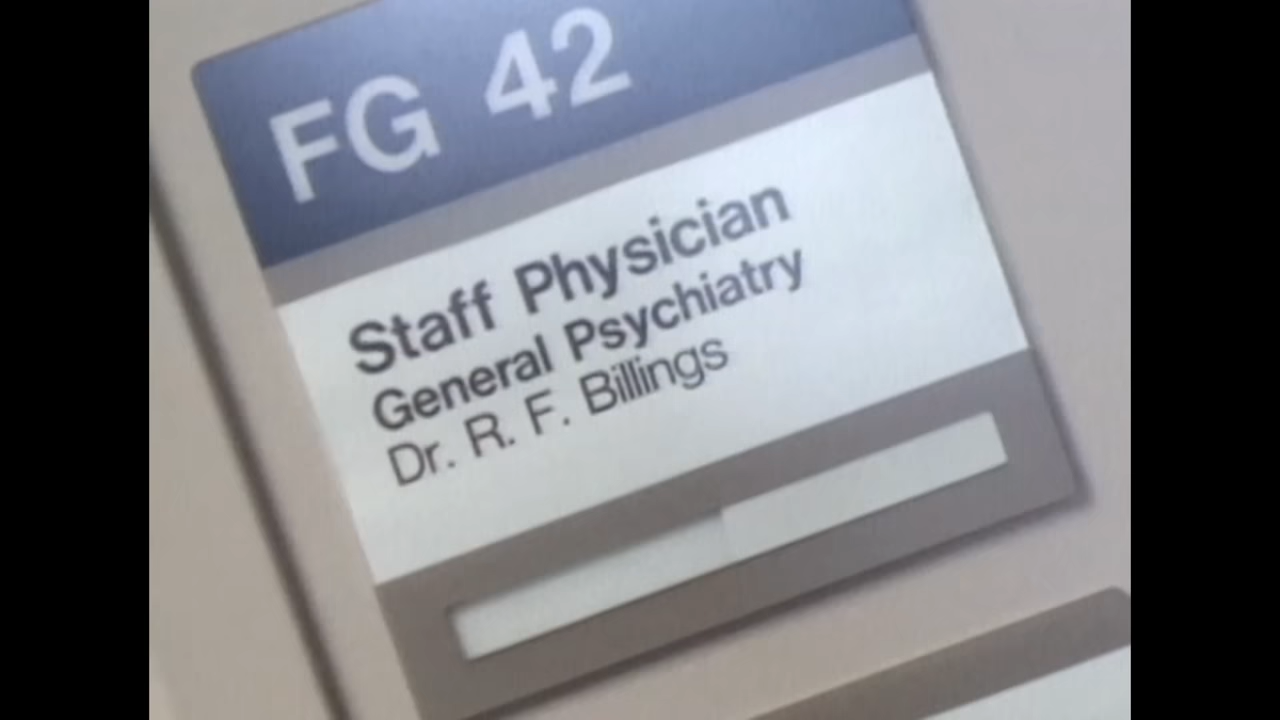 FG 42
Staff Physician
General Psychiatry
Dr. R. F. Billings